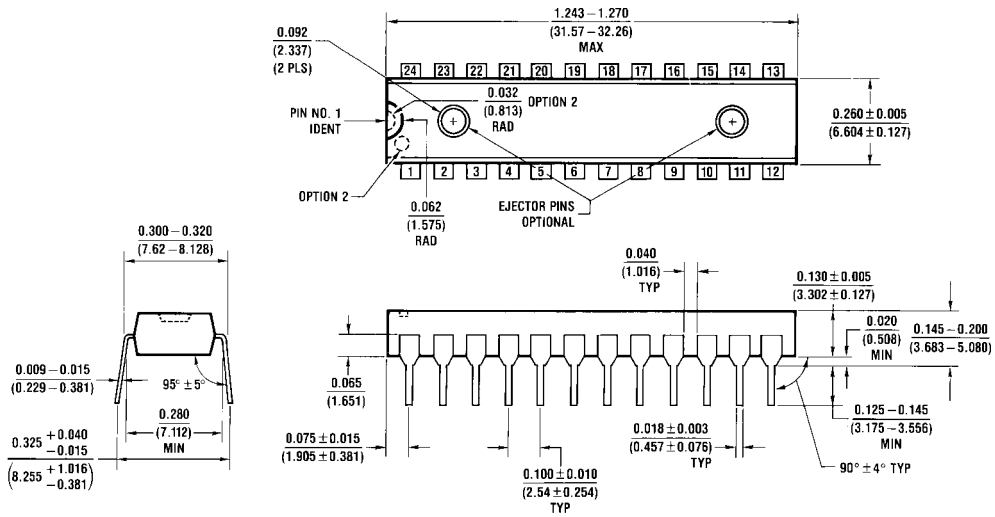 1.243 – 1.270
(31.57 – 32.26)
MAX
0.092
(2.337)
(2 PLS)
24 23 22 21 20 19 18 17 16 15 14 13
0.032
(0.813)
RAD
OPTION 2
PIN NO. 1
IDENT
0.260 ± 0.005
(6.604 ± 0.127)
1 2 3 4 5 6 7 8 9 10 11 12
OPTION 2
0.062
(1.575)
RAD
EJECTOR PINS
OPTIONAL
0.300 – 0.320
(7.62 – 8.128)
0.040
(1.016)
TYP
0.130 ± 0.005
(3.302 ± 0.127)
0.020
(0.508)
MIN
0.145 – 0.200
(3.683 – 5.080)
0.009 – 0.015
(0.229 – 0.381)
95° ± 5°
0.065
(1.651)
0.280
(7.112)
MIN
0.125 – 0.145
(3.175 – 3.556)
MIN
0.325 +0.040
–0.015
(8.255 +1.016
–0.381)
0.075 ± 0.015
(1.905 ± 0.381)
0.018 ± 0.003
(0.457 ± 0.076)
TYP
90° ± 4° TYP
0.100 ± 0.010
(2.54 ± 0.254)
TYP